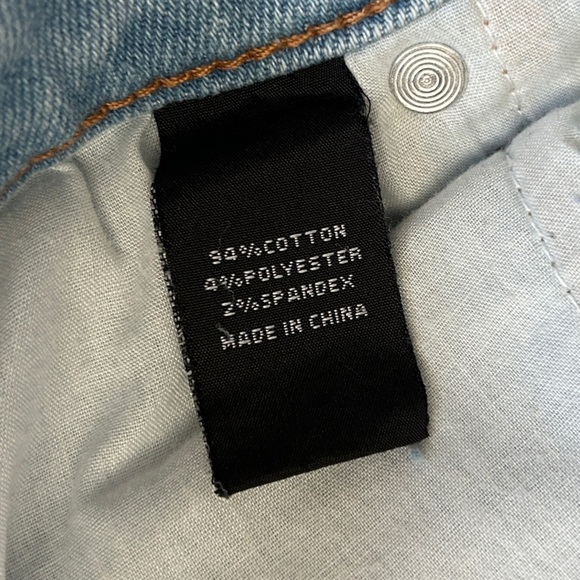 94%COTTON
4%POLYESTER
2%SPANDEX
MADE IN CHINA